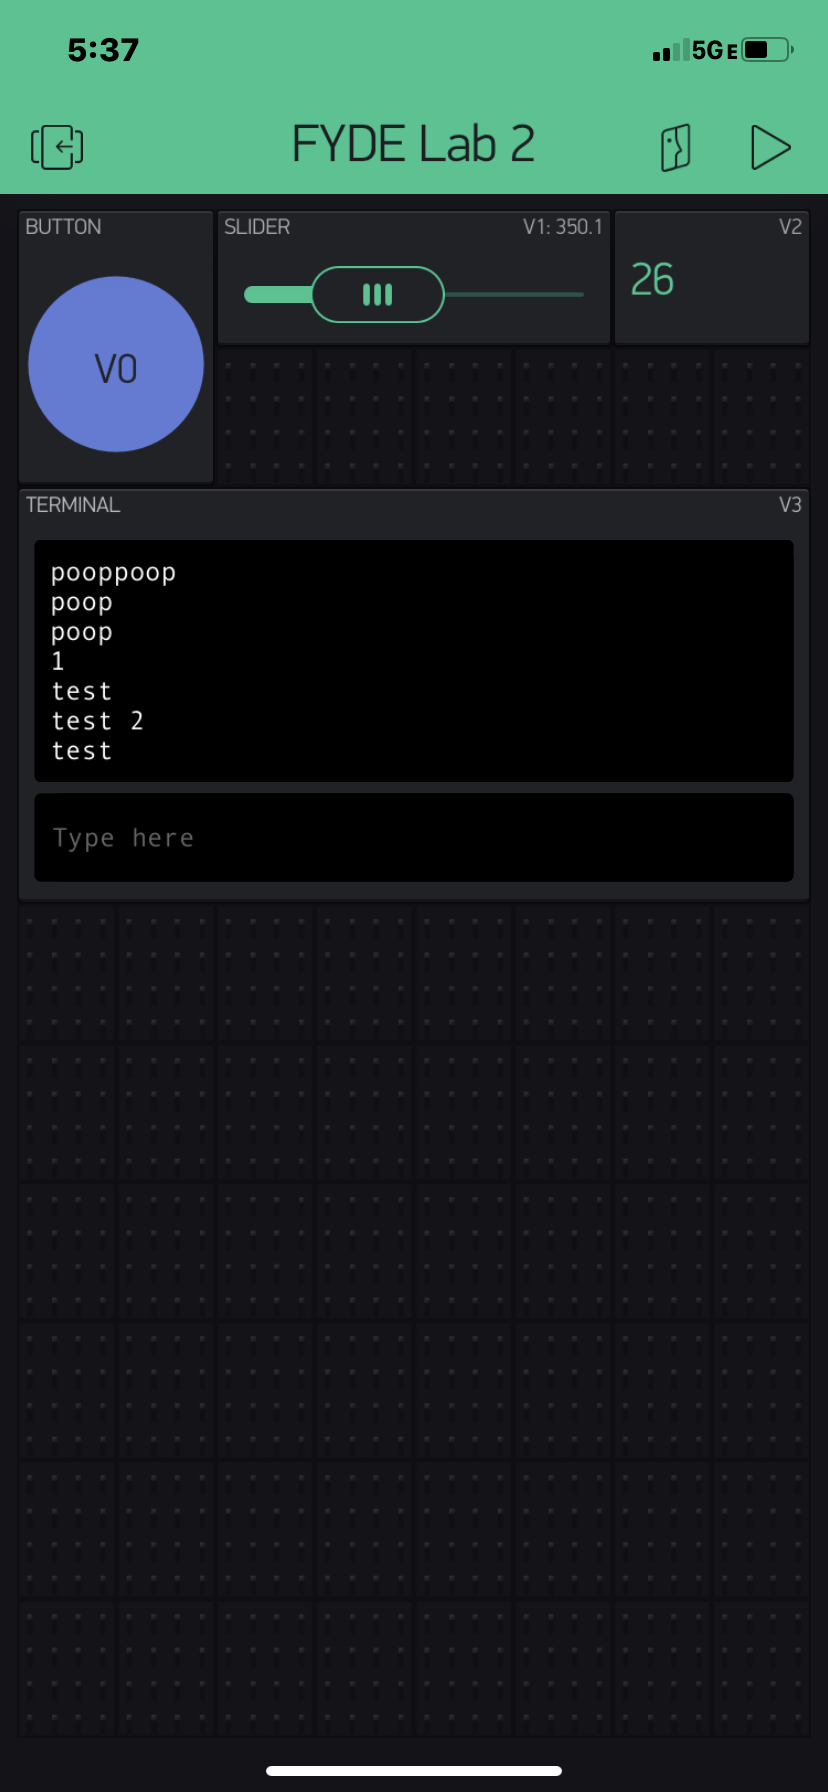 5:37
5GE
FYDE Lab 2
BUTTON
SLIDER V1: 350.1
V2
26
V0
TERMINAL V3
pooppoop
poop
poop
1
test
test 2
test
Type here